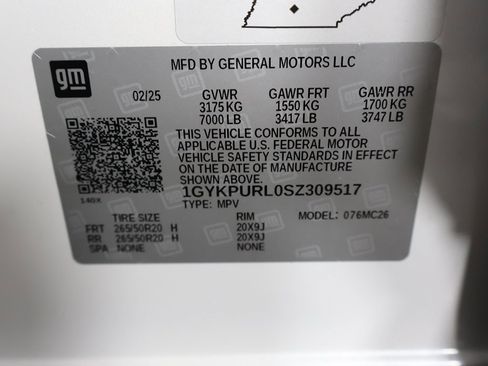 gm
MFD BY GENERAL MOTORS LLC
02/25 GVWR GAWR FRT GAWR RR
3175 KG 1550 KG 1700 KG
7000 LB 3417 LB 3747 LB
THIS VEHICLE CONFORMS TO ALL
APPLICABLE U.S. FEDERAL MOTOR
VEHICLE SAFETY STANDARDS IN EFFECT
ON THE DATE OF MANUFACTURE
SHOWN ABOVE.
1GYKPURL0SZ309517
140X TYPE: MPV
TIRE SIZE RIM MODEL: 076MC26
FRT 265/50R20 H 20X9J
RR 265/50R20 H 20X9J
SPA NONE NONE